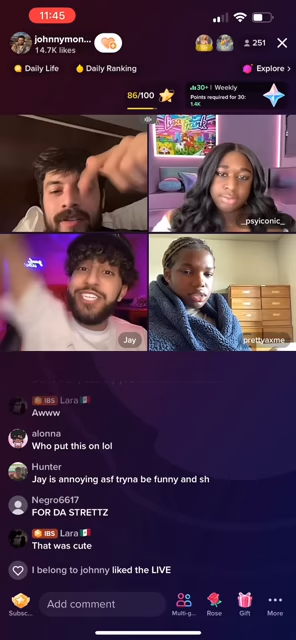 11:45
johnnymon...
14.7K likes
251
Daily Life
Daily Ranking
Explore >
86/100
30+ | Weekly
Points required for 30:
1.4K
_psyiconic_
Jay
prettyaxme
IBS Lara🇲🇽
Awww
alonna
Who put this on lol
Hunter
Jay is annoying asf tryna be funny and sh
Negro6617
FOR DA STRETTZ
IBS Lara🇲🇽
That was cute
I belong to johnny liked the LIVE
Subsc...
Add comment
Multi-g...
Rose
Gift
More